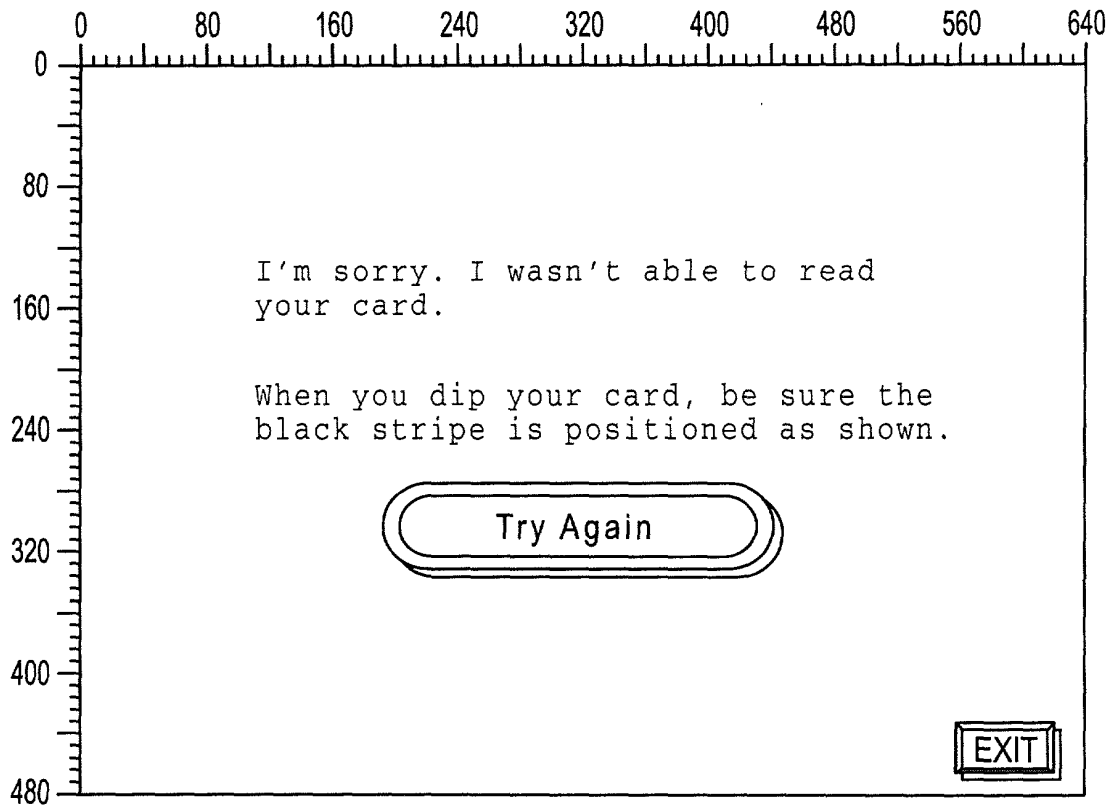 0 80 160 240 320 400 480 560 640
0
80
I'm sorry. I wasn't able to read
your card.
160
When you dip your card, be sure the
black stripe is positioned as shown.
240
Try Again
320
400
EXIT
480